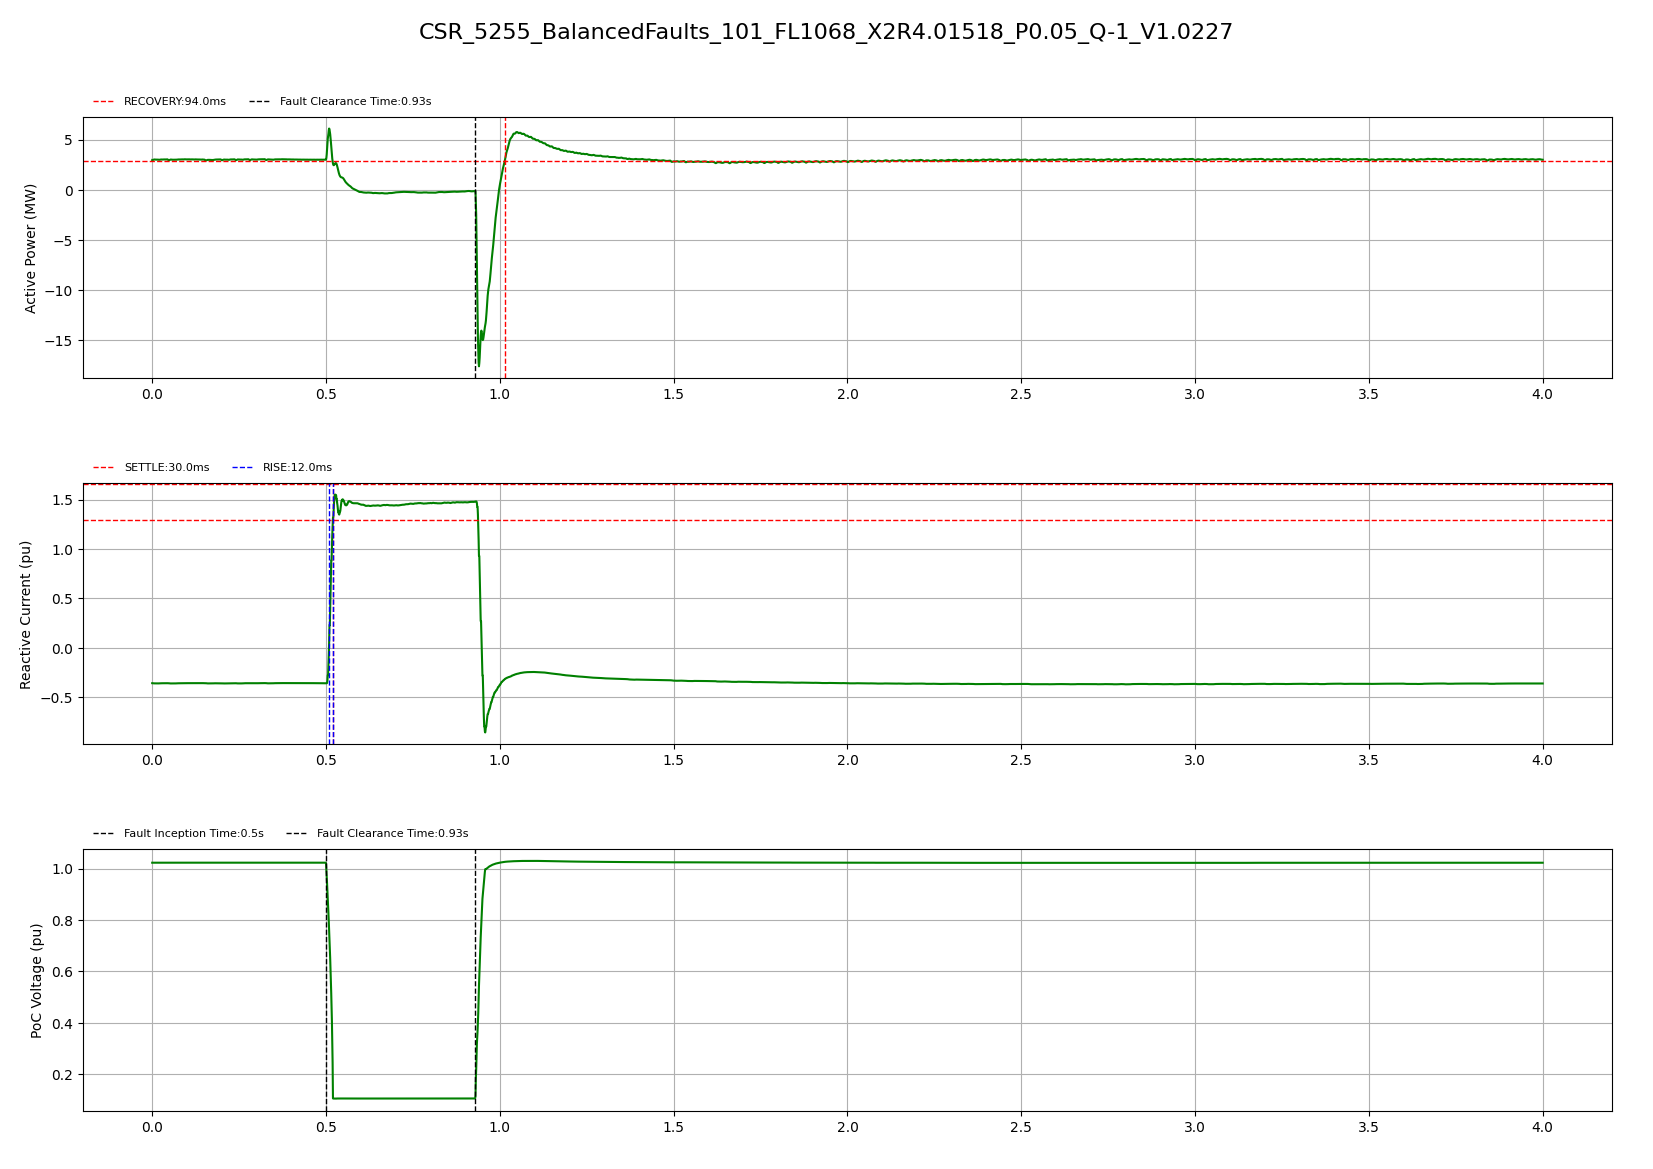 CSR_5255_BalancedFaults_101_FL1068_X2R4.01518_P0.05_Q-1_V1.0227
RECOVERY:94.0ms Fault Clearance Time:0.93s
Active Power (MW)
5
0
−5
−10
−15
0.0 0.5 1.0 1.5 2.0 2.5 3.0 3.5 4.0
SETTLE:30.0ms RISE:12.0ms
Reactive Current (pu)
1.5
1.0
0.5
0.0
−0.5
0.0 0.5 1.0 1.5 2.0 2.5 3.0 3.5 4.0
Fault Inception Time:0.5s Fault Clearance Time:0.93s
PoC Voltage (pu)
1.0
0.8
0.6
0.4
0.2
0.0 0.5 1.0 1.5 2.0 2.5 3.0 3.5 4.0